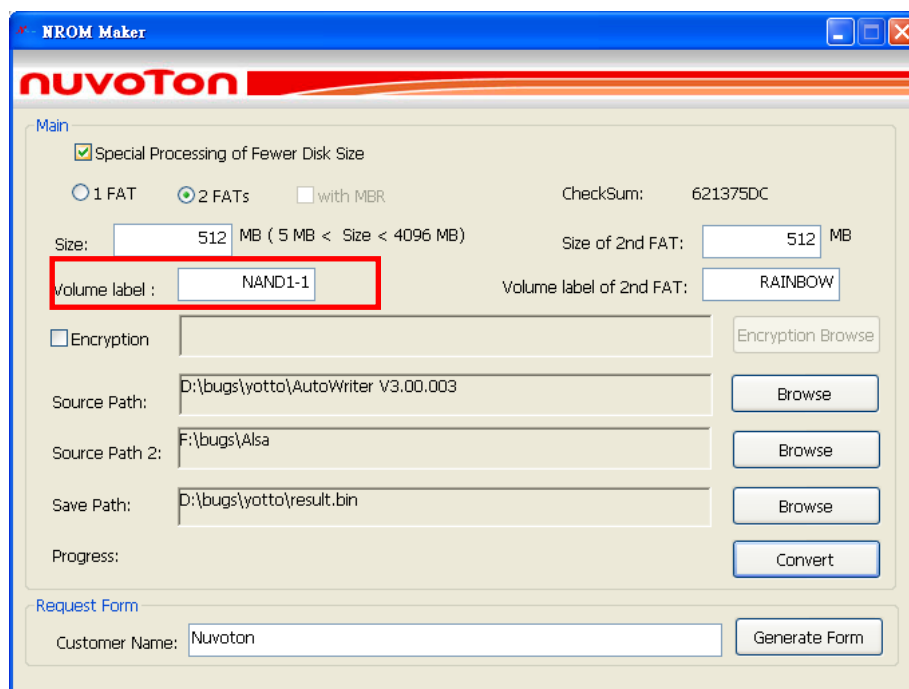 NROM Maker
nuvoTon
Main
Special Processing of Fewer Disk Size
1 FAT 2 FATs with MBR CheckSum: 621375DC
Size: 512 MB ( 5 MB < Size < 4096 MB) Size of 2nd FAT: 512 MB
Volume label : NAND1-1 Volume label of 2nd FAT: RAINBOW
Encryption Encryption Browse
Source Path: D:\bugs\yotto\AutoWriter V3.00.003 Browse
Source Path 2: F:\bugs\Alsa Browse
Save Path: D:\bugs\yotto\result.bin Browse
Progress: Convert
Request Form
Customer Name: Nuvoton Generate Form